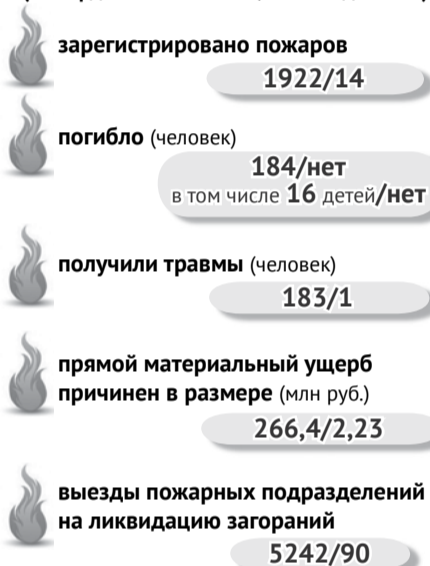 зарегистрировано пожаров
1922/14
погибло (человек)
184/нет
в том числе 16 детей/нет
получили травмы (человек)
183/1
прямой материальный ущерб
причинен в размере (млн руб.)
266,4/2,23
выезды пожарных подразделений
на ликвидацию загораний
5242/90